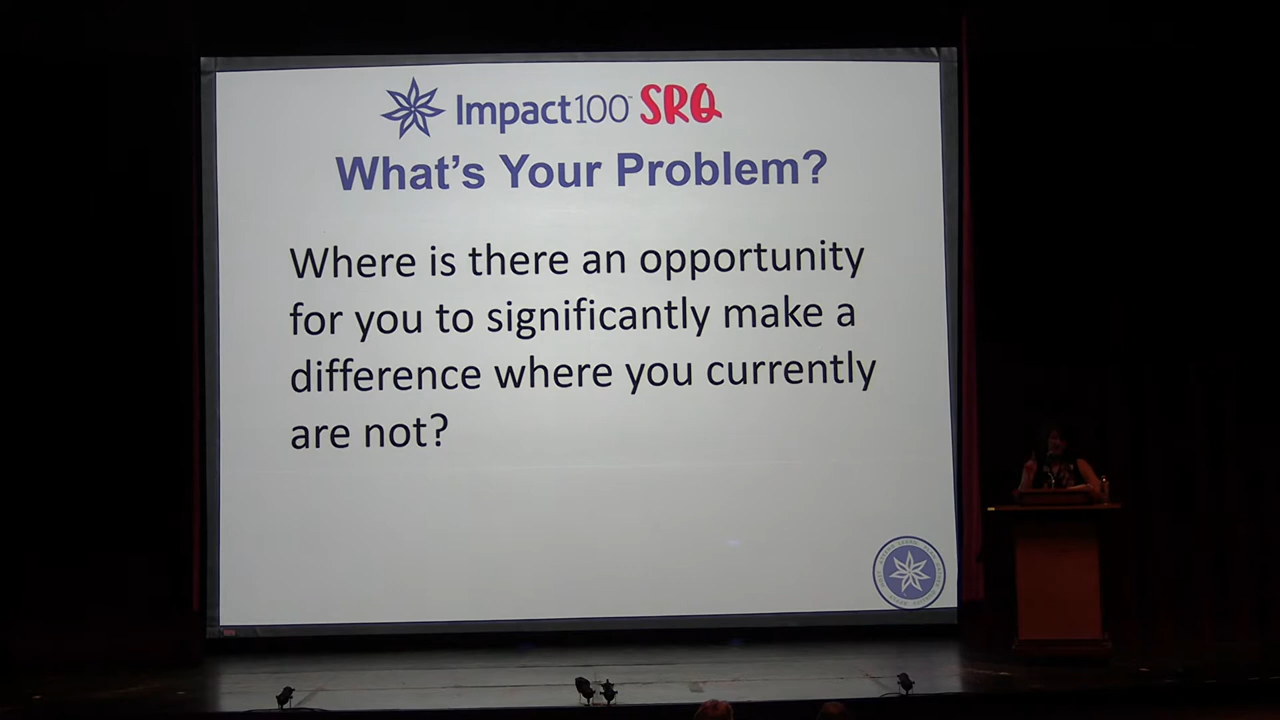 Impact100™ SRQ
What's Your Problem?
Where is there an opportunity
for you to significantly make a
difference where you currently
are not?